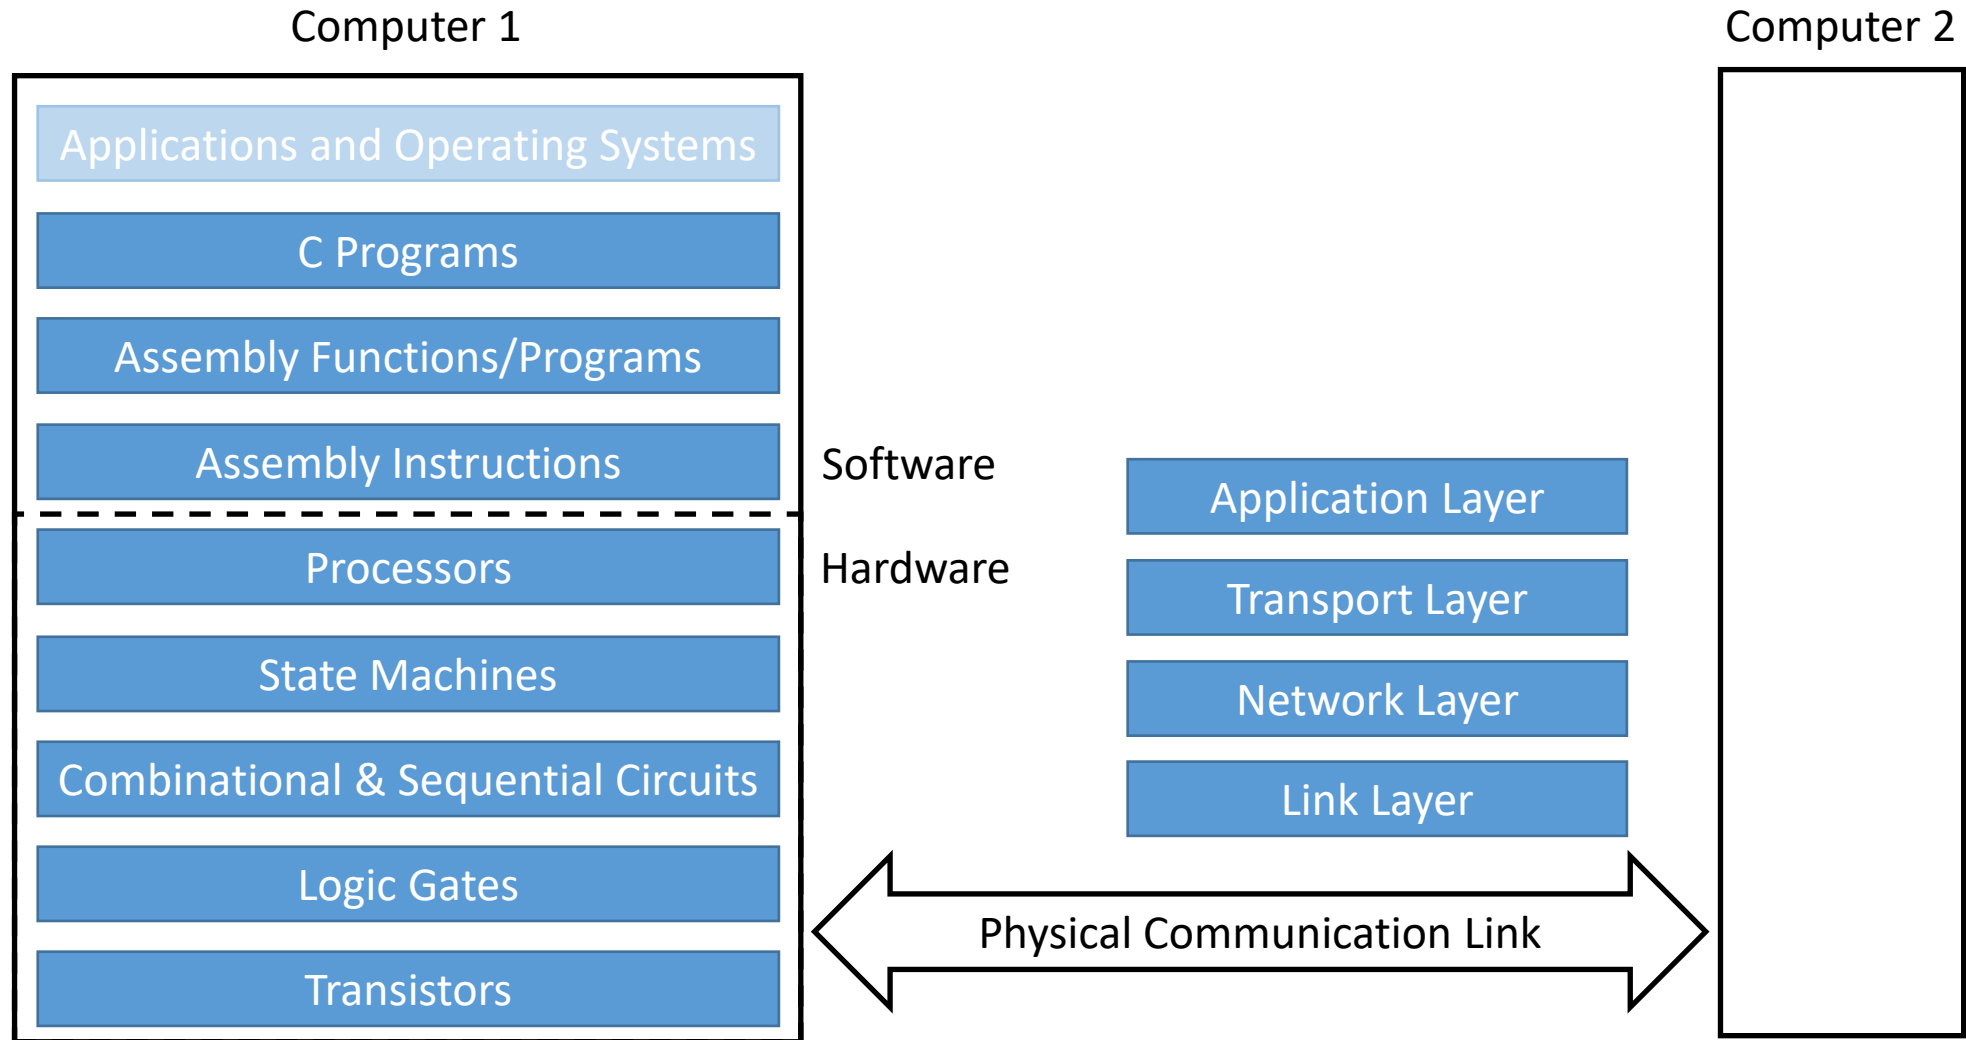 Computer 1
Computer 2
Applications and Operating Systems
C Programs
Assembly Functions/Programs
Assembly Instructions
Software
Processors
Hardware
State Machines
Combinational & Sequential Circuits
Logic Gates
Transistors
Application Layer
Transport Layer
Network Layer
Link Layer
Physical Communication Link